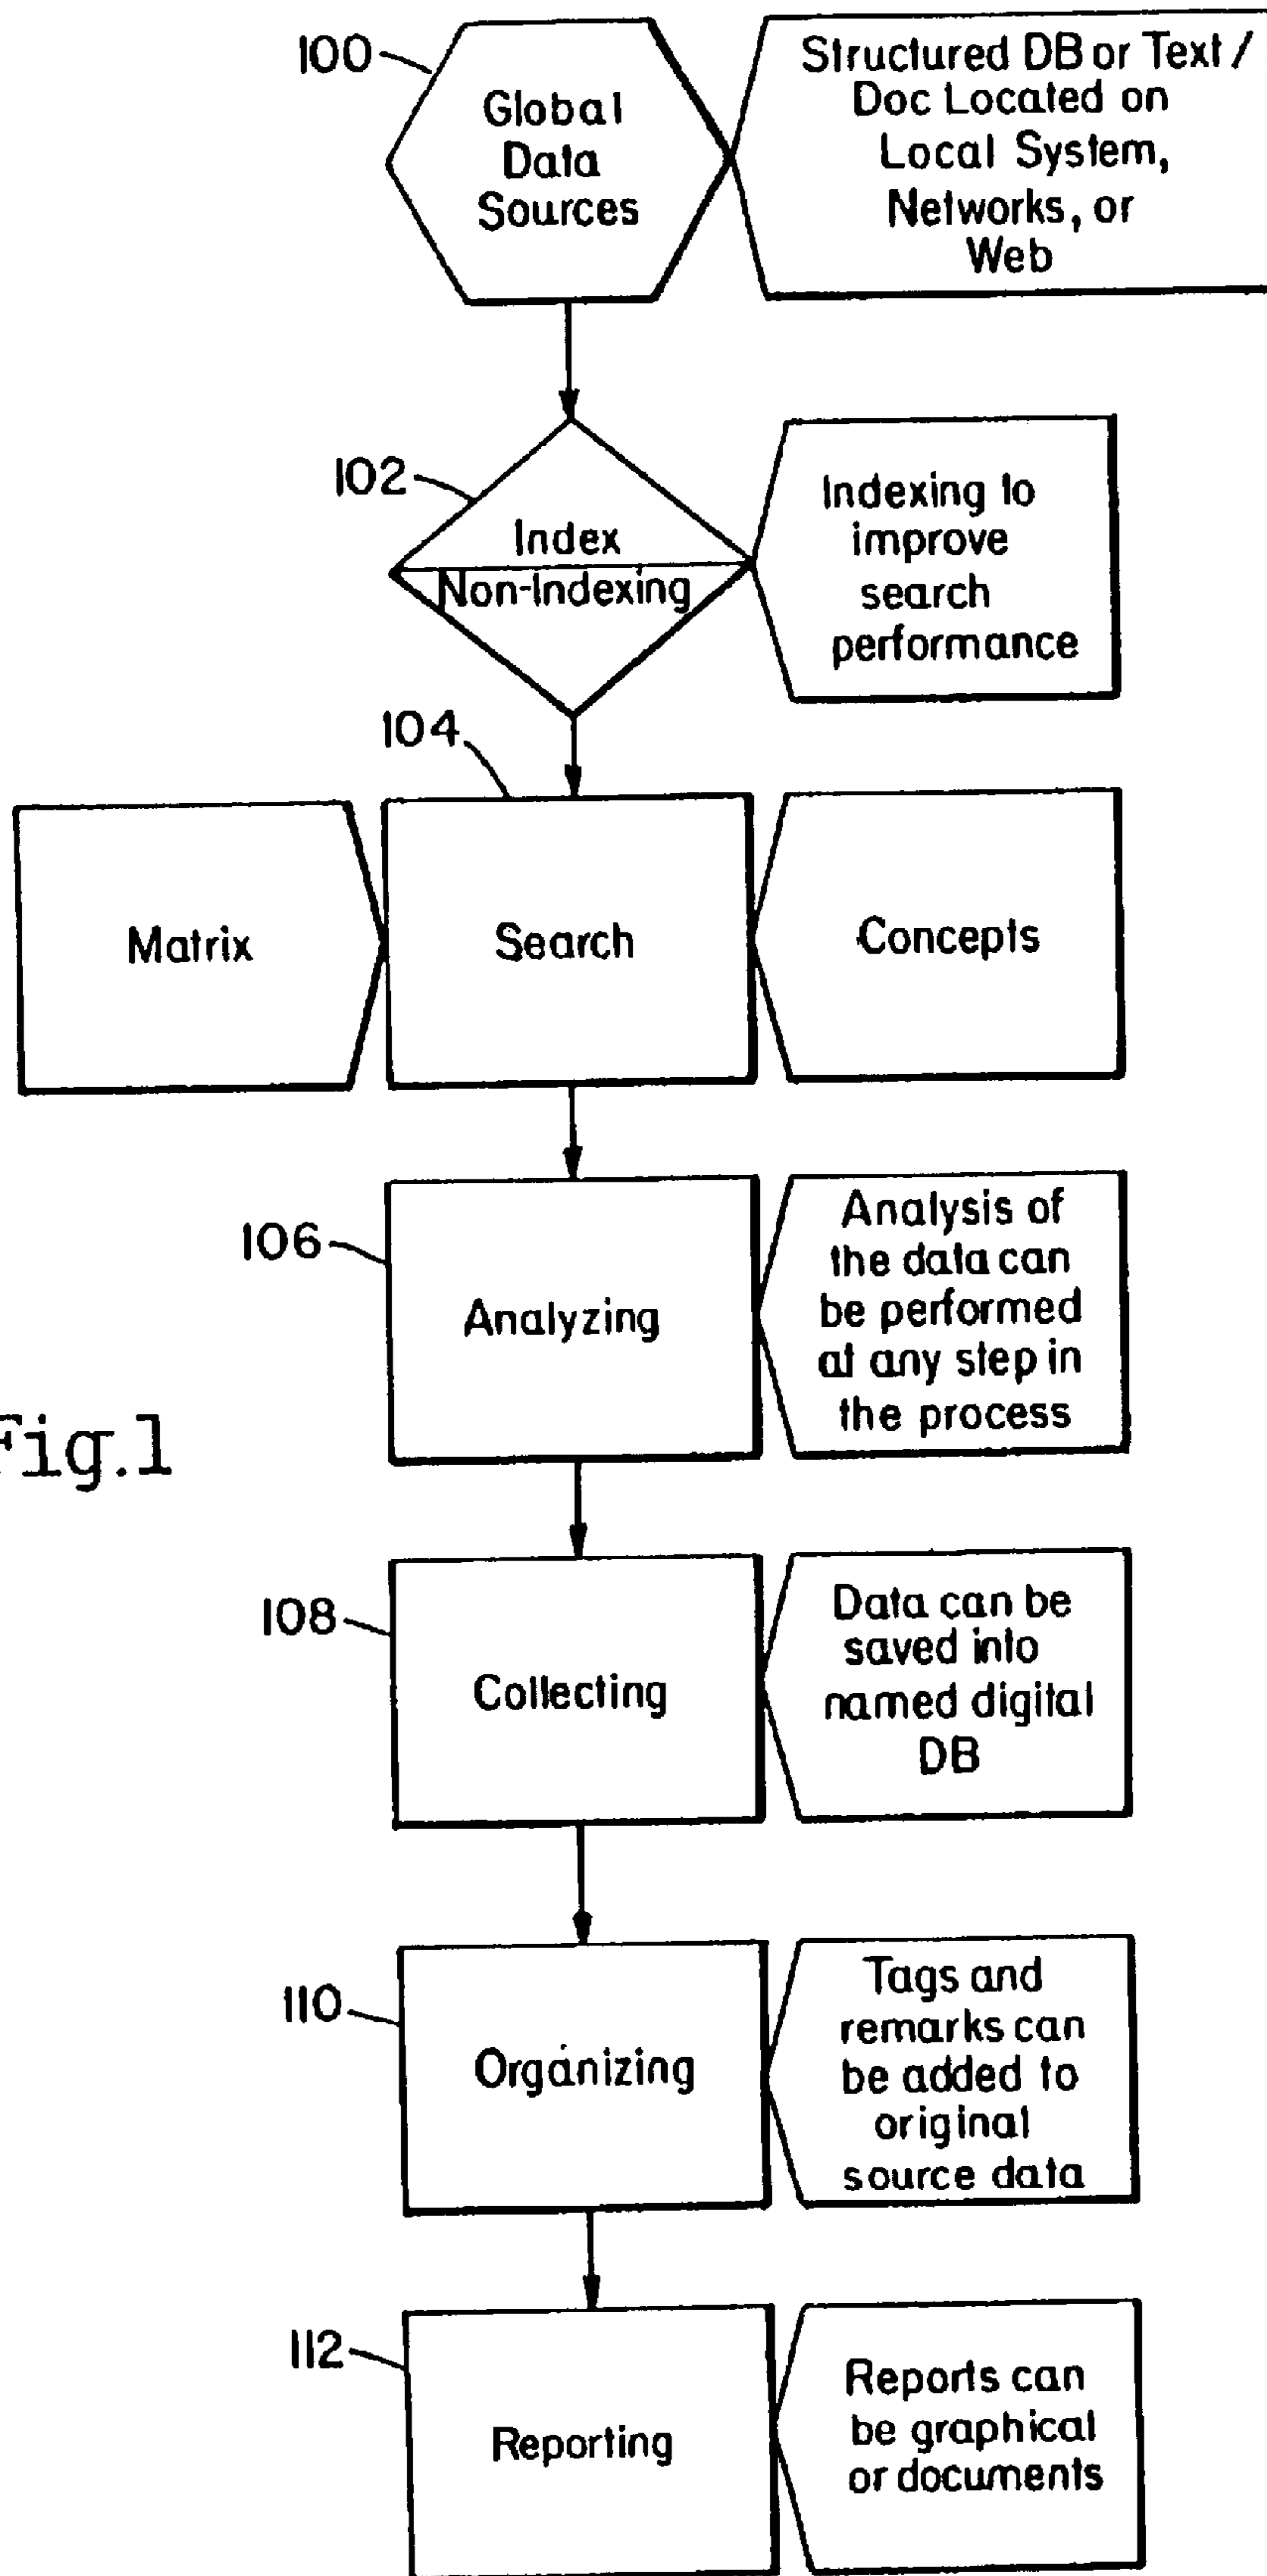 100
Global
Data
Sources
Structured DB or Text /
Doc Located on
Local System,
Networks, or
Web
102
Index
Non-Indexing
Indexing to
improve
search
performance
104
Matrix
Search
Concepts
106
Analyzing
Analysis of
the data can
be performed
at any step in
the process
Fig.1
108
Collecting
Data can be
saved into
named digital
DB
110
Organizing
Tags and
remarks can
be added to
original
source data
112
Reporting
Reports can
be graphical
or documents